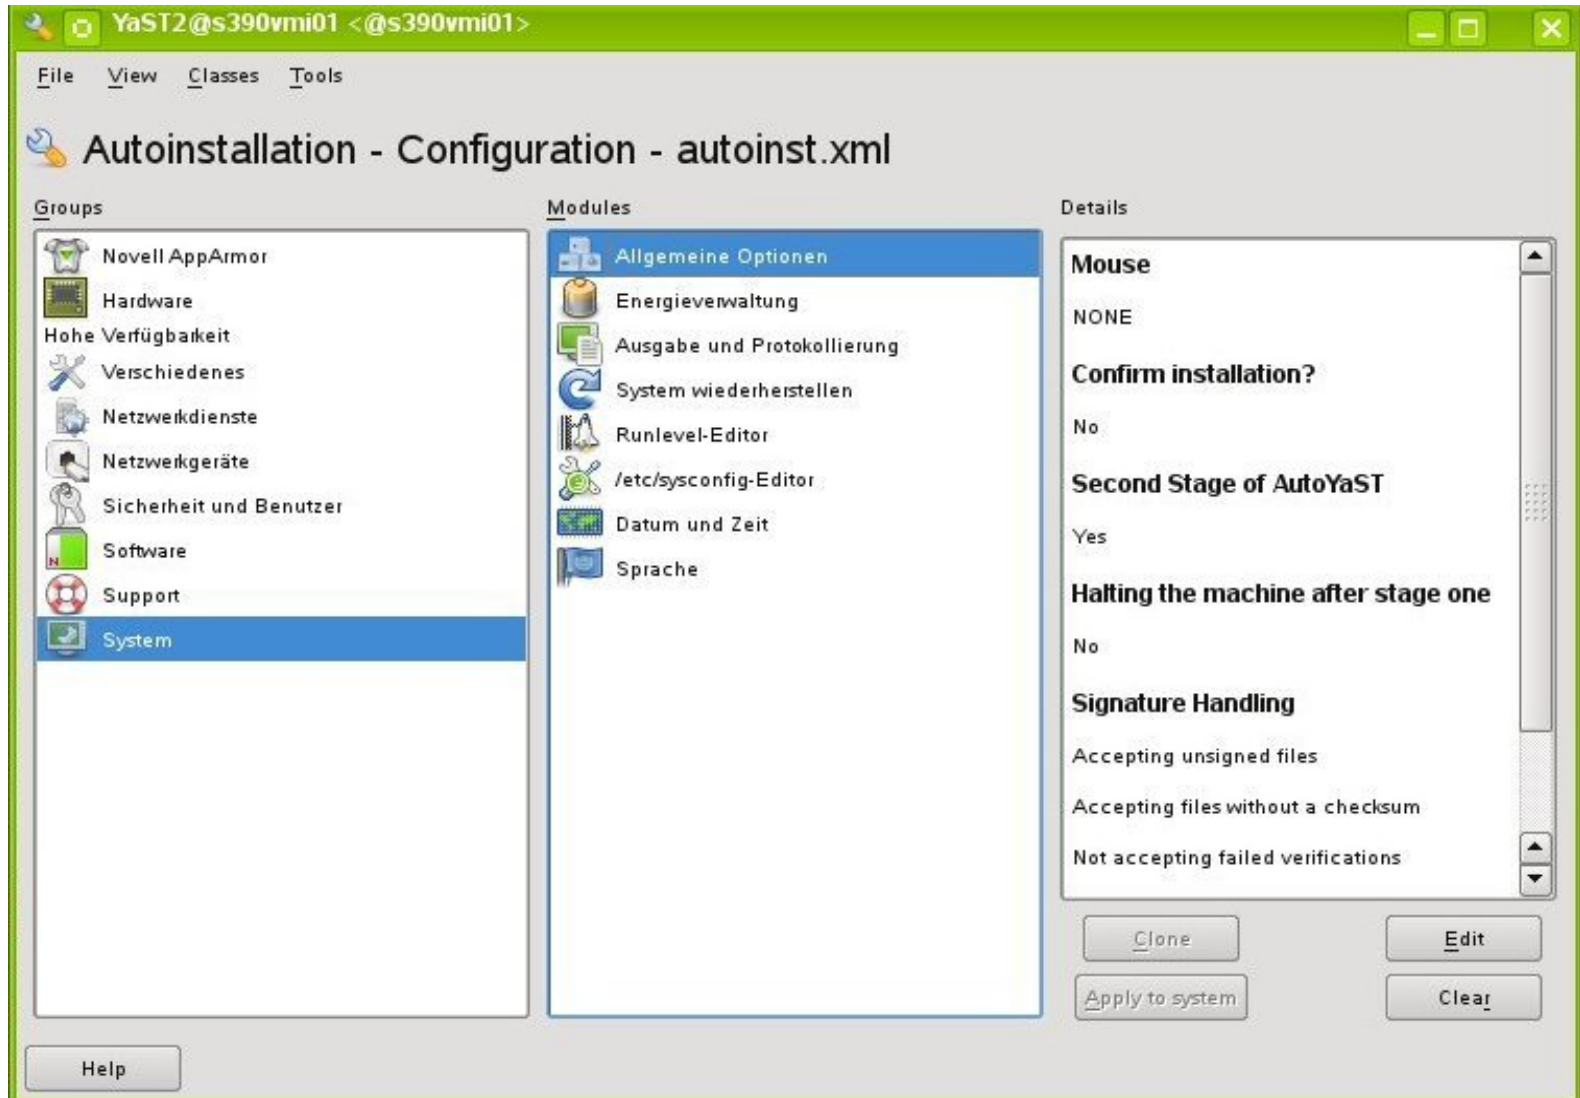 YaST2@s390vmi01 <@s390vmi01>
File View Classes Tools
Autoinstallation - Configuration - autoinst.xml
Groups
Novell AppArmor
Hardware
Hohe Verfügbarkeit
Verschiedenes
Netzwerkdienste
Netzwerkgeräte
Sicherheit und Benutzer
Software
Support
System
Modules
Allgemeine Optionen
Energieverwaltung
Ausgabe und Protokollierung
System wiederherstellen
Runlevel-Editor
/etc/sysconfig-Editor
Datum und Zeit
Sprache
Details
Mouse
NONE
Confirm installation?
No
Second Stage of AutoYaST
Yes
Halting the machine after stage one
No
Signature Handling
Accepting unsigned files
Accepting files without a checksum
Not accepting failed verifications
Clone
Edit
Apply to system
Clear
Help